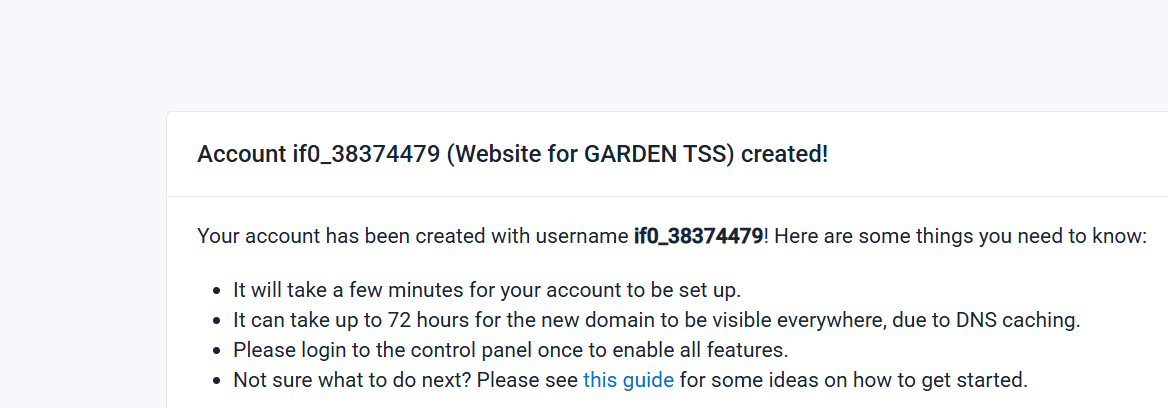 Account if0_38374479 (Website for GARDEN TSS) created!
Your account has been created with username if0_38374479! Here are some things you need to know:
It will take a few minutes for your account to be set up.
It can take up to 72 hours for the new domain to be visible everywhere, due to DNS caching.
Please login to the control panel once to enable all features.
Not sure what to do next? Please see this guide for some ideas on how to get started.